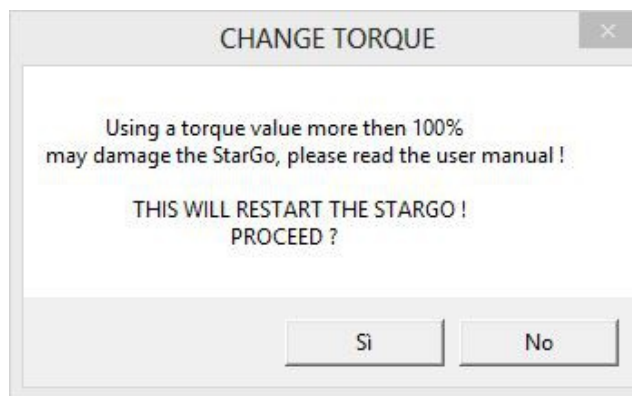 CHANGE TORQUE
Using a torque value more then 100%
may damage the StarGo, please read the user manual !
THIS WILL RESTART THE STARGO !
PROCEED ?
Sì
No